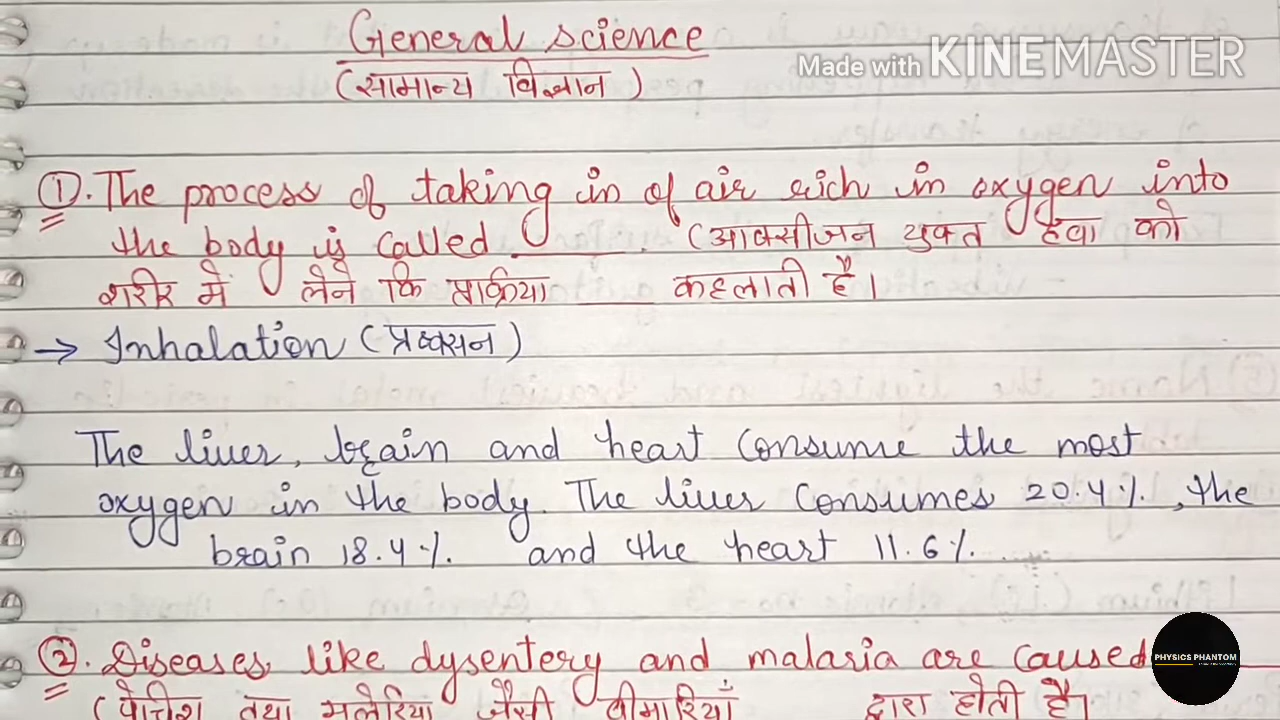 General science
Made with KINEMASTER
(सामान्य विज्ञान)
①. The process of taking in of air rich in oxygen into
the body is called ______. (आक्सीजन युक्त हवा को
शरीर में लेने कि प्रक्रिया ______ कहलाती है।
→ Inhalation (प्रश्वसन)
The liver, brain and heart consume the most
oxygen in the body. The liver consumes 20.4%, the
brain 18.4% and the heart 11.6%.
②. Diseases like dysentery and malaria are caused
PHYSICS PHANTOM
(पेचिश तथा मलेरिया जैसी बीमारियाँ द्वारा होती है।